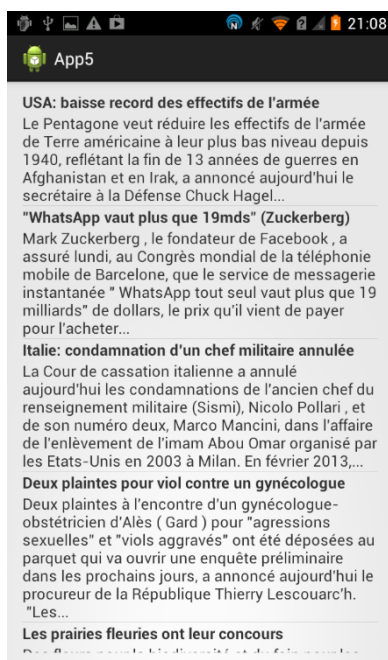 21:08
App5
USA: baisse record des effectifs de l'armée
Le Pentagone veut réduire les effectifs de l'armée
de Terre américaine à leur plus bas niveau depuis
1940, reflétant la fin de 13 années de guerres en
Afghanistan et en Irak, a annoncé aujourd'hui le
secrétaire à la Défense Chuck Hagel...
"WhatsApp vaut plus que 19mds" (Zuckerberg)
Mark Zuckerberg , le fondateur de Facebook , a
assuré lundi, au Congrès mondial de la téléphonie
mobile de Barcelone, que le service de messagerie
instantanée " WhatsApp tout seul vaut plus que 19
milliards" de dollars, le prix qu'il vient de payer
pour l'acheter...
Italie: condamnation d'un chef militaire annulée
La Cour de cassation italienne a annulé
aujourd'hui les condamnations de l'ancien chef du
renseignement militaire (Sismi), Nicolo Pollari , et
de son numéro deux, Marco Mancini, dans l'affaire
de l'enlèvement de l'imam Abou Omar organisé par
les Etats-Unis en 2003 à Milan. En février 2013,...
Deux plaintes pour viol contre un gynécologue
Deux plaintes à l'encontre d'un gynécologue-
obstétricien d'Alès ( Gard ) pour "agressions
sexuelles" et "viols aggravés" ont été déposées au
parquet qui va ouvrir une enquête préliminaire
dans les prochains jours, a annoncé aujourd'hui le
procureur de la République Thierry Lescouarc'h.
"Les...
Les prairies fleuries ont leur concours